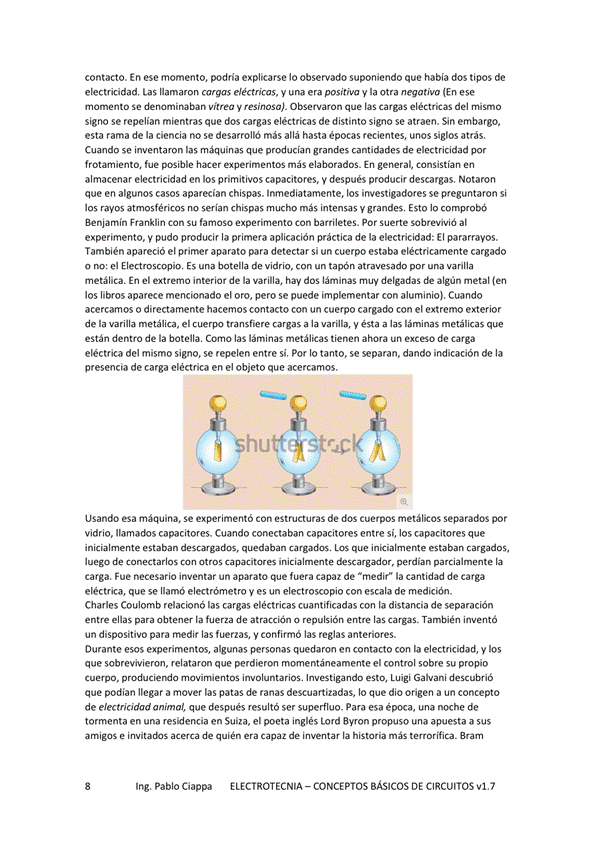 contacto. En ese momento, podría explicarse lo observado suponiendo que había dos tipos de
electricidad. Las llamaron cargas eléctricas, y una era positiva y la otra negativa (En ese
momento se denominaban vítrea y resinosa). Observaron que las cargas eléctricas del mismo
signo se repelían mientras que dos cargas eléctricas de distinto signo se atraen. Sin embargo,
esta rama de la ciencia no se desarrolló más allá hasta épocas recientes, unos siglos atrás.
Cuando se inventaron las máquinas que producían grandes cantidades de electricidad por
frotamiento, fue posible hacer experimentos más elaborados. En general, consistían en
almacenar electricidad en los primitivos capacitores, y después producir descargas. Notaron
que en algunos casos aparecían chispas. Inmediatamente, los investigadores se preguntaron si
los rayos atmosféricos no serían chispas mucho más intensas y grandes. Esto lo comprobó
Benjamín Franklin con su famoso experimento con barriletes. Por suerte sobrevivió al
experimento, y pudo producir la primera aplicación práctica de la electricidad: El pararrayos.
También apareció el primer aparato para detectar si un cuerpo estaba eléctricamente cargado
o no: el Electroscopio. Es una botella de vidrio, con un tapón atravesado por una varilla
metálica. En el extremo interior de la varilla, hay dos láminas muy delgadas de algún metal (en
los libros aparece mencionado el oro, pero se puede implementar con aluminio). Cuando
acercamos o directamente hacemos contacto con un cuerpo cargado con el extremo exterior
de la varilla metálica, el cuerpo transfiere cargas a la varilla, y ésta a las láminas metálicas que
están dentro de la botella. Como las láminas metálicas tienen ahora un exceso de carga
eléctrica del mismo signo, se repelen entre sí. Por lo tanto, se separan, dando indicación de la
presencia de carga eléctrica en el objeto que acercamos.
shutterstock
Usando esa máquina, se experimentó con estructuras de dos cuerpos metálicos separados por
vidrio, llamados capacitores. Cuando conectaban capacitores entre sí, los capacitores que
inicialmente estaban descargados, quedaban cargados. Los que inicialmente estaban cargados,
luego de conectarlos con otros capacitores inicialmente descargador, perdían parcialmente la
carga. Fue necesario inventar un aparato que fuera capaz de “medir” la cantidad de carga
eléctrica, que se llamó electrómetro y es un electroscopio con escala de medición.
Charles Coulomb relacionó las cargas eléctricas cuantificadas con la distancia de separación
entre ellas para obtener la fuerza de atracción o repulsión entre las cargas. También inventó
un dispositivo para medir las fuerzas, y confirmó las reglas anteriores.
Durante esos experimentos, algunas personas quedaron en contacto con la electricidad, y los
que sobrevivieron, relataron que perdieron momentáneamente el control sobre su propio
cuerpo, produciendo movimientos involuntarios. Investigando esto, Luigi Galvani descubrió
que podían llegar a mover las patas de ranas descuartizadas, lo que dio origen a un concepto
de electricidad animal, que después resultó ser superfluo. Para esa época, una noche de
tormenta en una residencia en Suiza, el poeta inglés Lord Byron propuso una apuesta a sus
amigos e invitados acerca de quién era capaz de inventar la historia más terrorífica. Bram
8 Ing. Pablo Ciappa ELECTROTECNIA – CONCEPTOS BÁSICOS DE CIRCUITOS v1.7